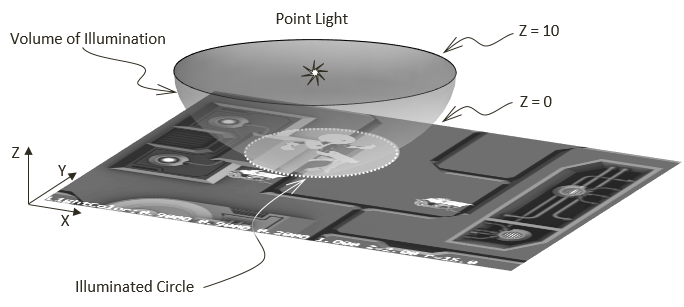 Point Light
Volume of Illumination
Z = 10
Z = 0
Z
Y
X
Illuminated Circle